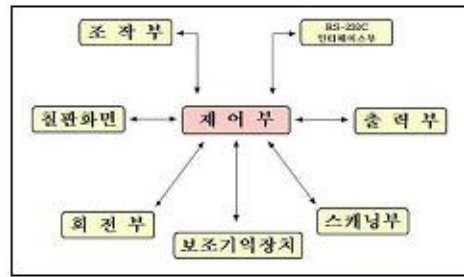 조 작 부
RS-232C
인터페이스부
칠판화면
제 어 부
출 력 부
회 전 부
보조기억장치
스캐닝부